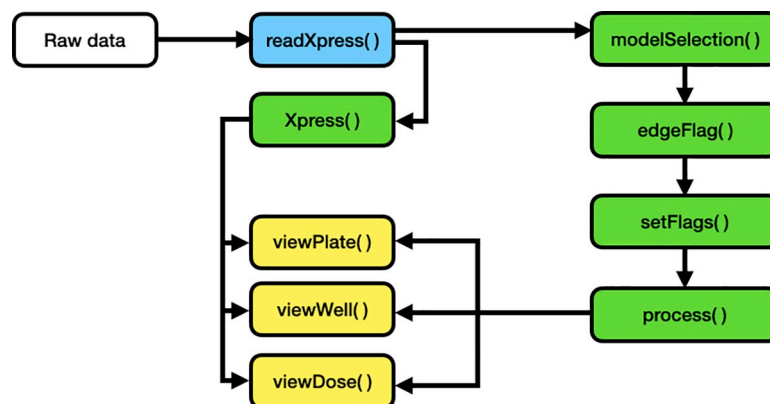 Raw data
readXpress( )
modelSelection( )
Xpress( )
edgeFlag( )
setFlags( )
viewPlate( )
viewWell( )
process( )
viewDose( )